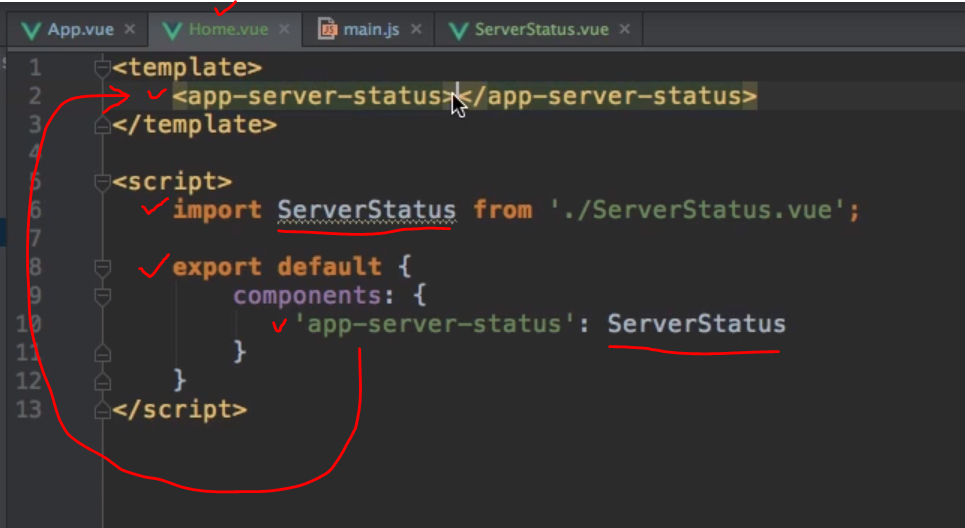 App.vue × Home.vue × main.js × ServerStatus.vue ×
1 <template>
2 <app-server-status></app-server-status>
3 </template>
4
5 <script>
6 import ServerStatus from './ServerStatus.vue';
7
8 export default {
9 components: {
10 'app-server-status': ServerStatus
11 }
12 }
13 </script>